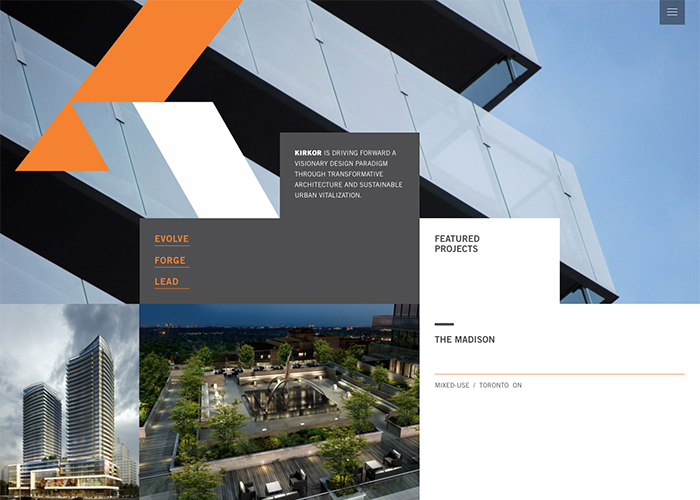 KIRKOR IS DRIVING FORWARD A
VISIONARY DESIGN PARADIGM
THROUGH TRANSFORMATIVE
ARCHITECTURE AND SUSTAINABLE
URBAN VITALIZATION.
EVOLVE
FORGE
LEAD
FEATURED
PROJECTS
THE MADISON
MIXED-USE / TORONTO ON